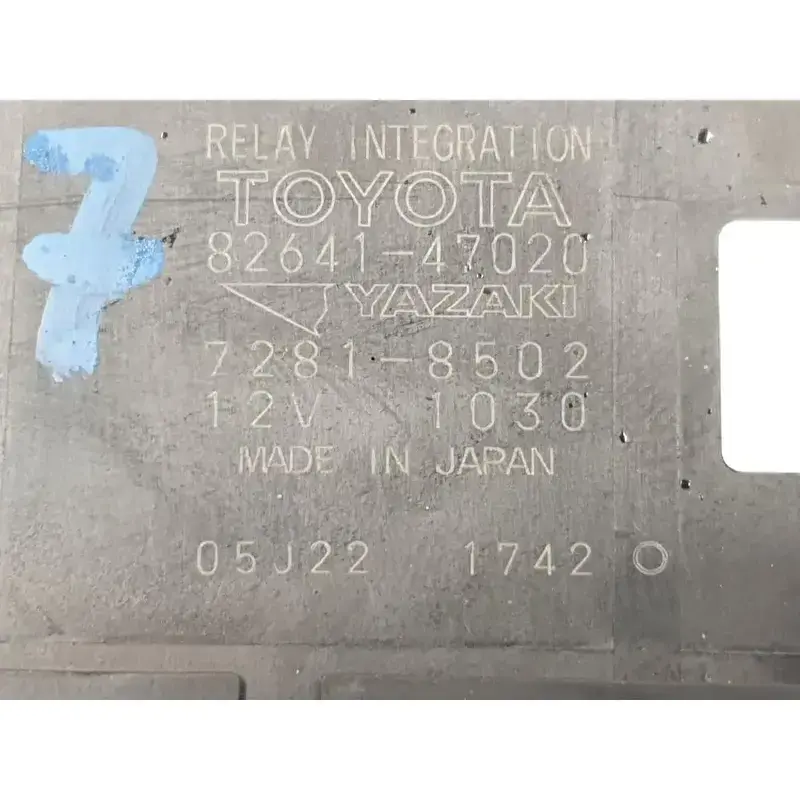 7
RELAY INTEGRATION
TOYOTA
82641-47020
YAZAKI
7281-8502
12V 1030
MADE IN JAPAN
05J22 1742